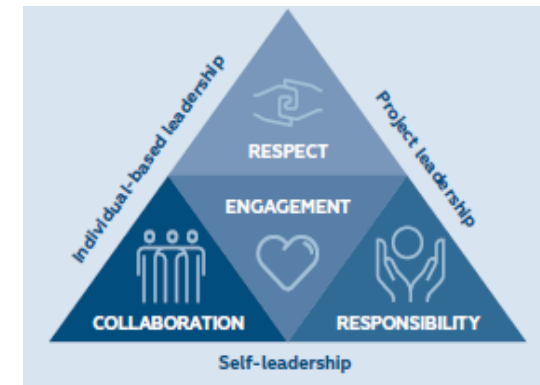 Individual-based leadership
Project leadership
RESPECT
ENGAGEMENT
COLLABORATION
RESPONSIBILITY
Self-leadership